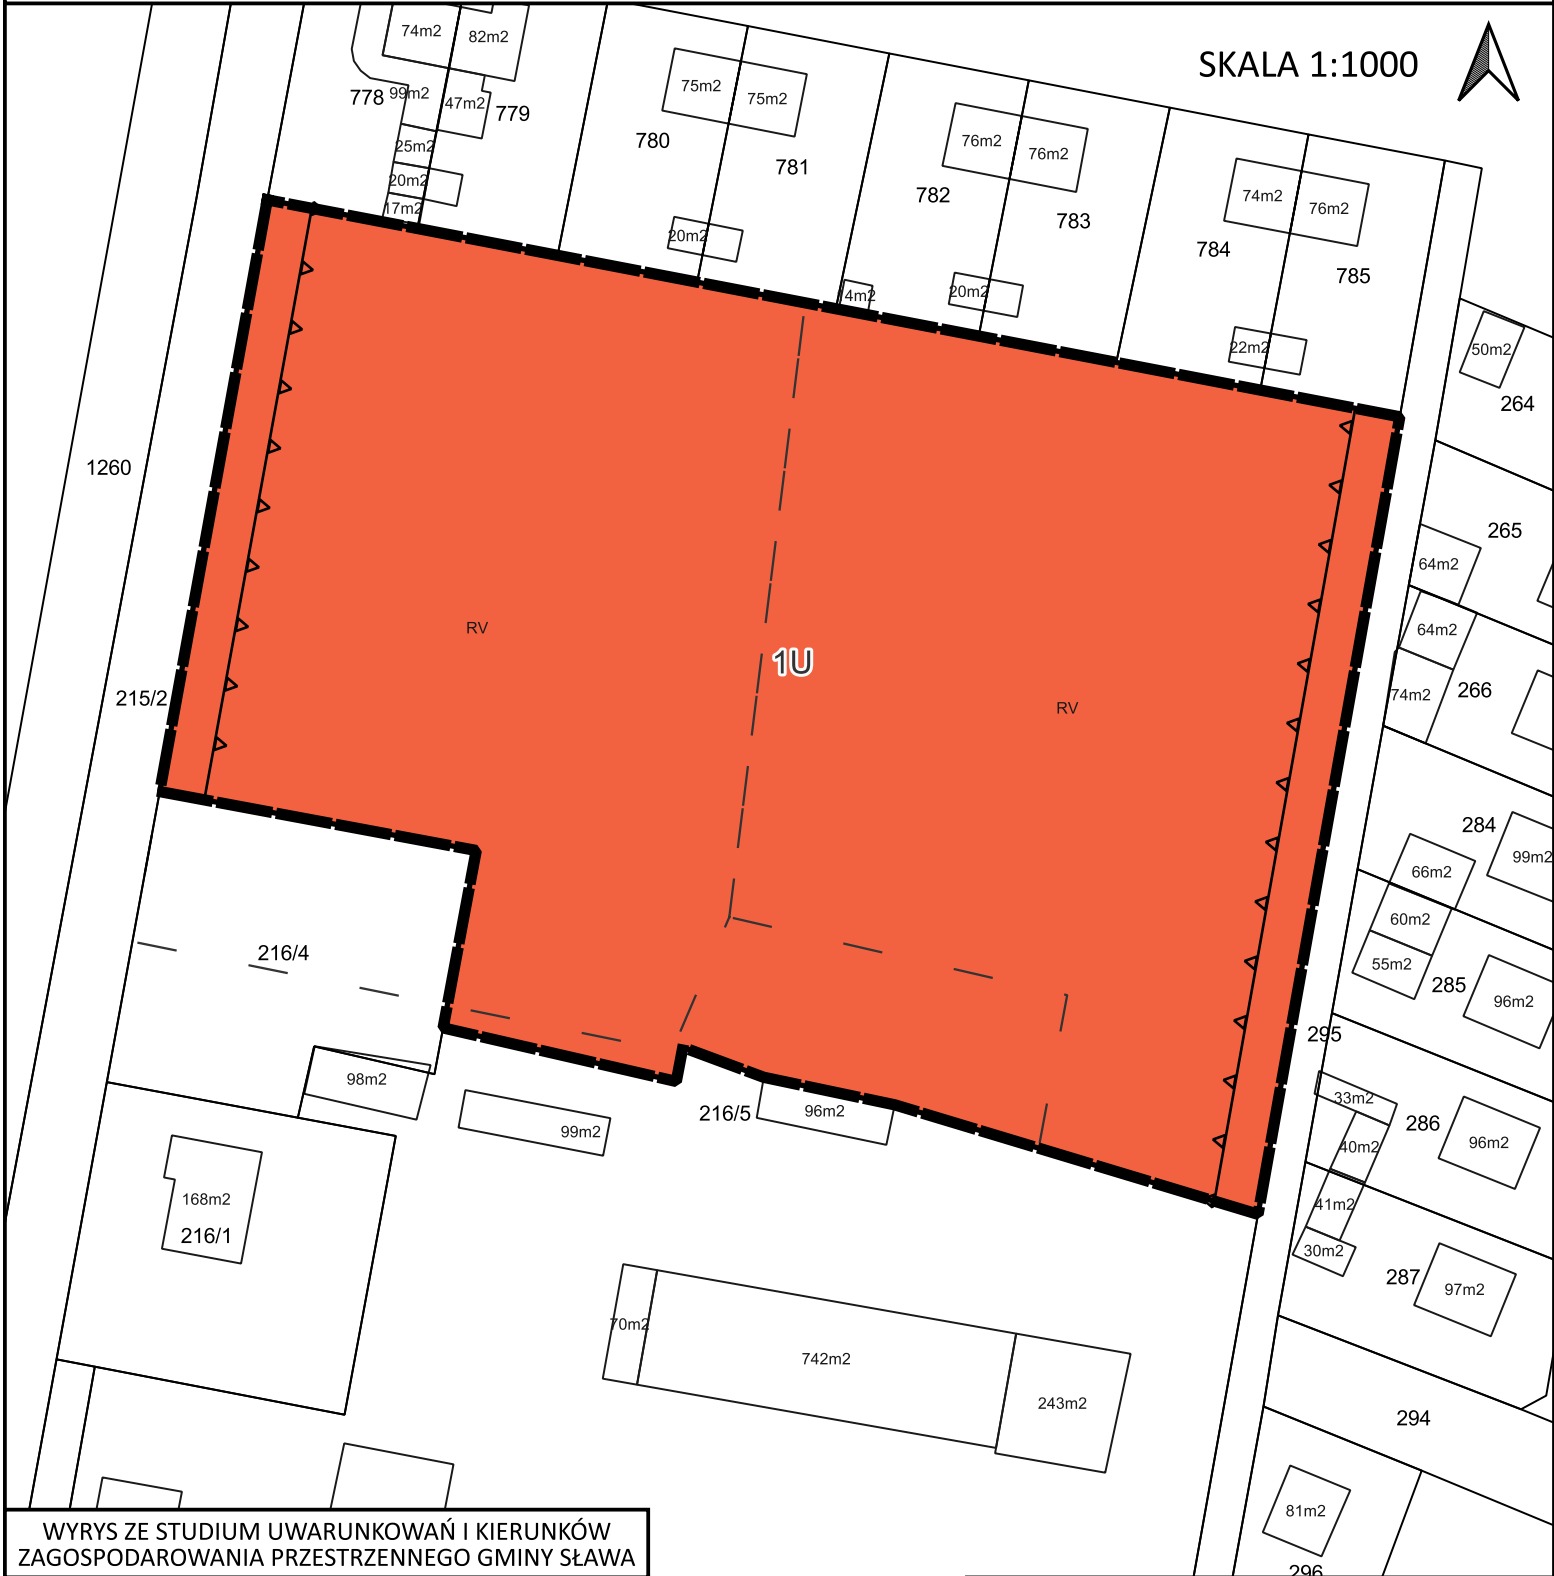 SKALA 1:1000
74m2
82m2
778
99m2
47m2
779
25m2
20m2
17m2
75m2
75m2
780
781
20m2
76m2
76m2
782
783
4m2
20m2
74m2
76m2
784
785
22m2
50m2
264
1260
265
64m2
64m2
RV
1U
215/2
74m2
266
RV
284
99m2
66m2
60m2
216/4
55m2
285
96m2
295
98m2
33m2
99m2
216/5
96m2
286
96m2
40m2
168m2
41m2
216/1
30m2
287
97m2
70m2
742m2
243m2
294
81m2
296
WYRYS ZE STUDIUM UWARUNKOWAŃ I KIERUNKÓW
ZAGOSPODAROWANIA PRZESTRZENNEGO GMINY SŁAWA